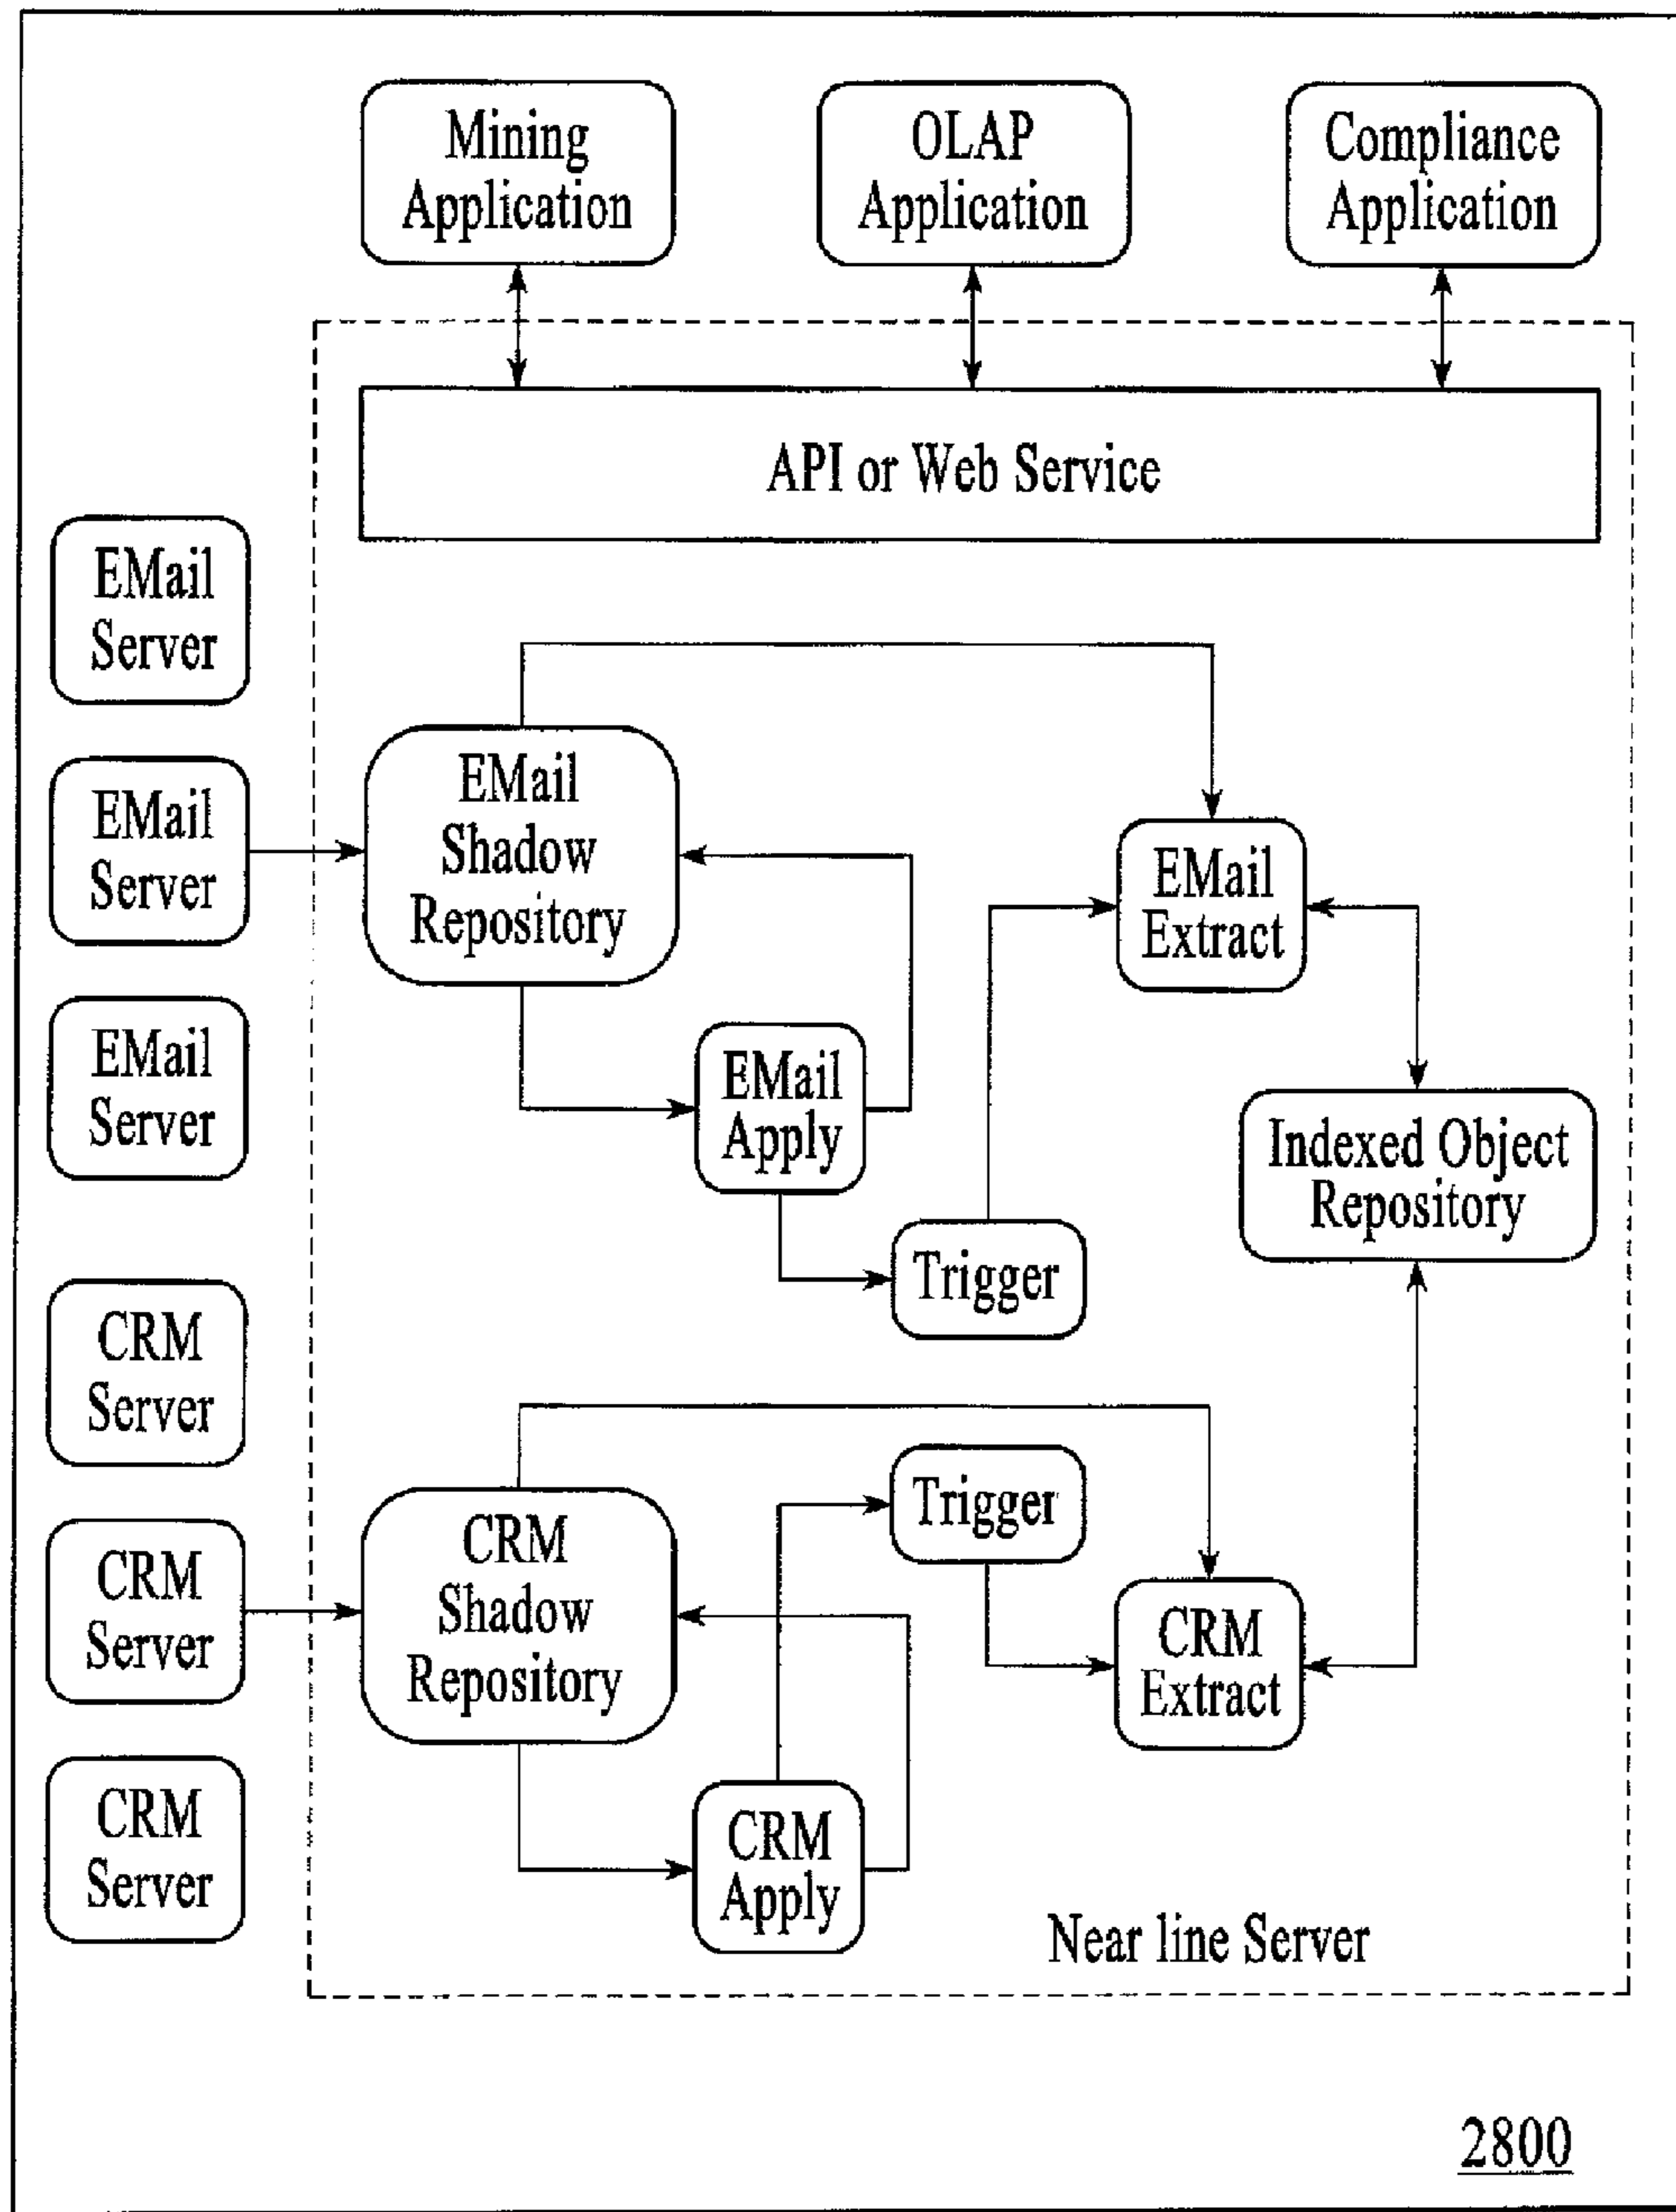 Mining
Application
OLAP
Application
Compliance
Application
API or Web Service
EMail
Server
EMail
Server
EMail
Server
CRM
Server
CRM
Server
CRM
Server
EMail
Shadow
Repository
EMail
Apply
Trigger
EMail
Extract
Indexed Object
Repository
CRM
Shadow
Repository
Trigger
CRM
Extract
CRM
Apply
Near line Server
2800